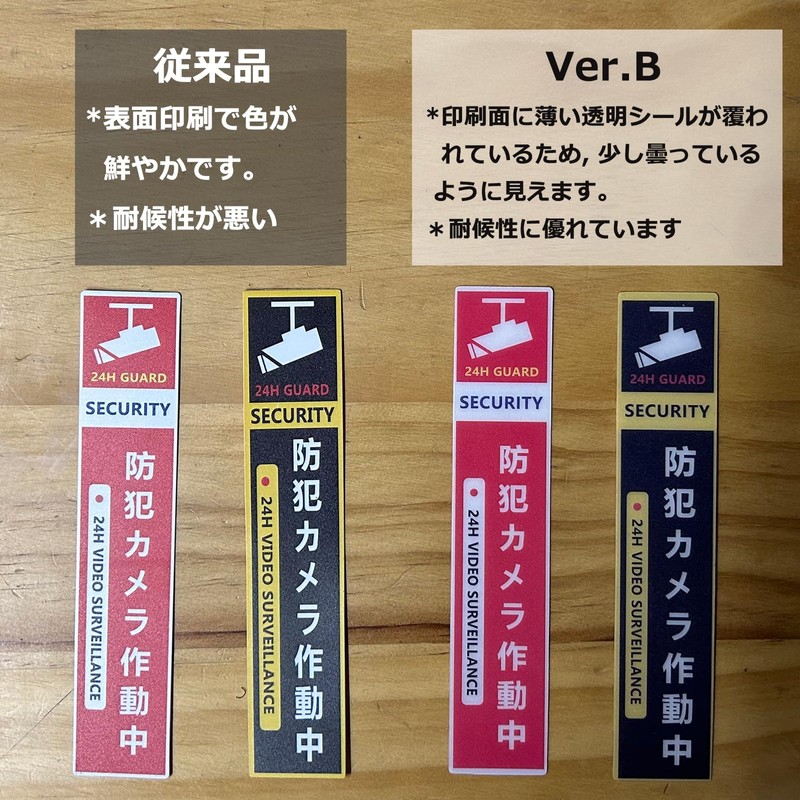 従来品
*表面印刷で色が
鮮やかです。
*耐候性が悪い
Ver.B
*印刷面に薄い透明シールが覆わ
れているため, 少し曇っている
ように見えます。
*耐候性に優れています
24H GUARD
SECURITY
防犯カメラ作動中
24H VIDEO SURVEILLANCE
24H GUARD
SECURITY
防犯カメラ作動中
24H VIDEO SURVEILLANCE
24H GUARD
SECURITY
防犯カメラ作動中
24H VIDEO SURVEILLANCE
24H GUARD
SECURITY
防犯カメラ作動中
24H VIDEO SURVEILLANCE